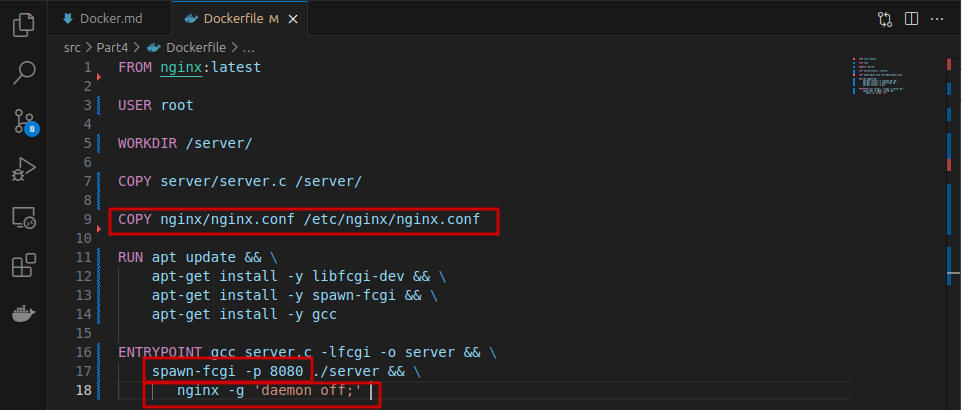 Docker.md
Dockerfile M
src > Part4 > Dockerfile > ...
1 FROM nginx:latest
2
3 USER root
4
5 WORKDIR /server/
6
7 COPY server/server.c /server/
8
9 COPY nginx/nginx.conf /etc/nginx/nginx.conf
10
11 RUN apt update && \
12 apt-get install -y libfcgi-dev && \
13 apt-get install -y spawn-fcgi && \
14 apt-get install -y gcc
15
16 ENTRYPOINT gcc server.c -lfcgi -o server && \
17 spawn-fcgi -p 8080 ./server && \
18 nginx -g 'daemon off;'
8